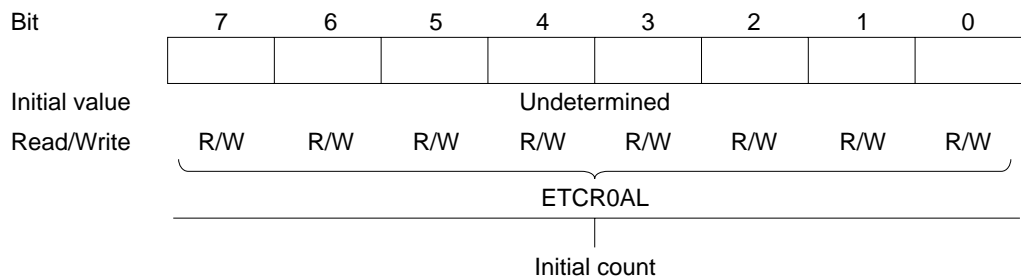 Bit 7 6 5 4 3 2 1 0
Initial value Undetermined
Read/Write R/W R/W R/W R/W R/W R/W R/W R/W
ETCR0AL
Initial count